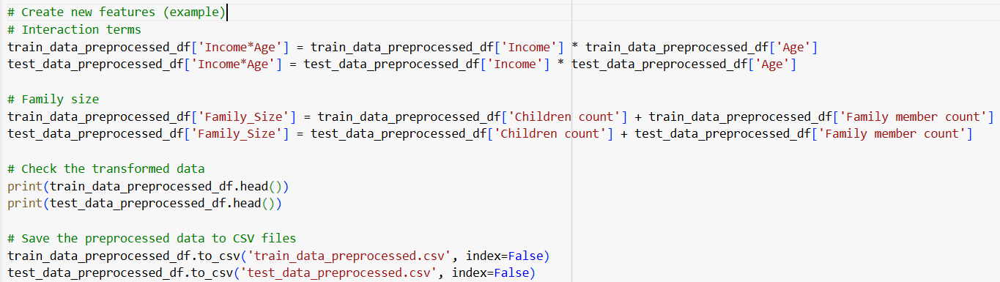 # Create new features (example)
# Interaction terms
train_data_preprocessed_df['Income*Age'] = train_data_preprocessed_df['Income'] * train_data_preprocessed_df['Age']
test_data_preprocessed_df['Income*Age'] = test_data_preprocessed_df['Income'] * test_data_preprocessed_df['Age']
# Family size
train_data_preprocessed_df['Family_Size'] = train_data_preprocessed_df['Children count'] + train_data_preprocessed_df['Family member count']
test_data_preprocessed_df['Family_Size'] = test_data_preprocessed_df['Children count'] + test_data_preprocessed_df['Family member count']
# Check the transformed data
print(train_data_preprocessed_df.head())
print(test_data_preprocessed_df.head())
# Save the preprocessed data to CSV files
train_data_preprocessed_df.to_csv('train_data_preprocessed.csv', index=False)
test_data_preprocessed_df.to_csv('test_data_preprocessed.csv', index=False)